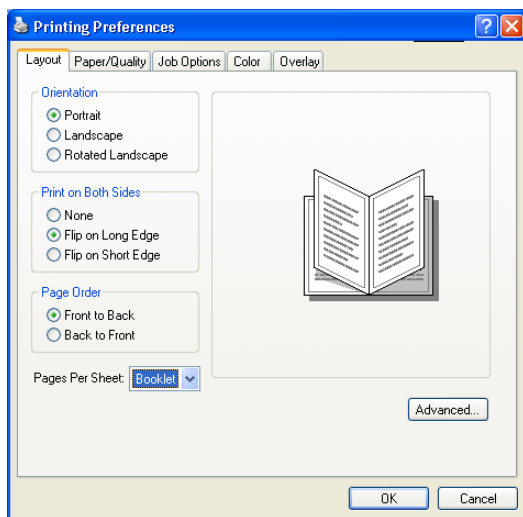 Printing Preferences
Layout Paper/Quality Job Options Color Overlay
Orientation
Portrait
Landscape
Rotated Landscape
Print on Both Sides
None
Flip on Long Edge
Flip on Short Edge
Page Order
Front to Back
Back to Front
Pages Per Sheet: Booklet
Advanced...
OK Cancel